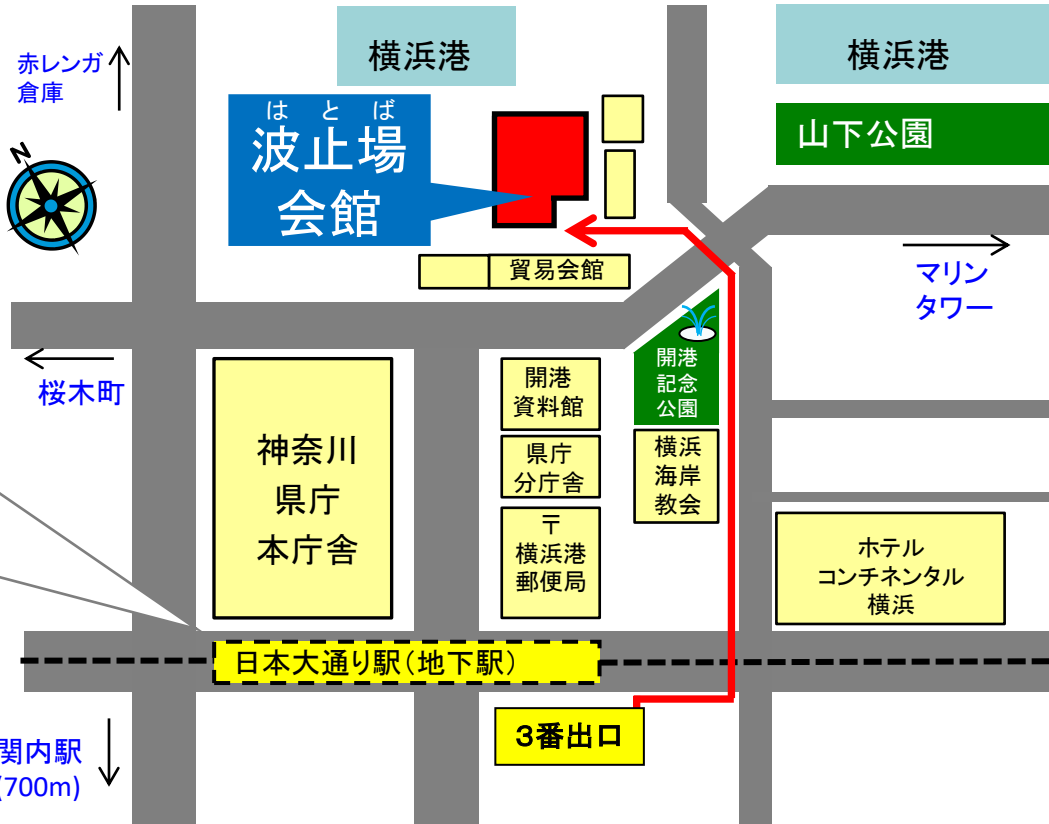 横浜港
横浜港
赤レンガ
倉庫
は と ば
波止場
会館
山下公園
N
貿易会館
マリン
タワー
桜木町
開港
資料館
開港
記念
公園
神奈川
県庁
本庁舎
県庁
分庁舎
横浜
海岸
教会
〒
横浜港
郵便局
ホテル
コンチネンタル
横浜
日本大通り駅(地下駅)
3番出口
関内駅
(700m)